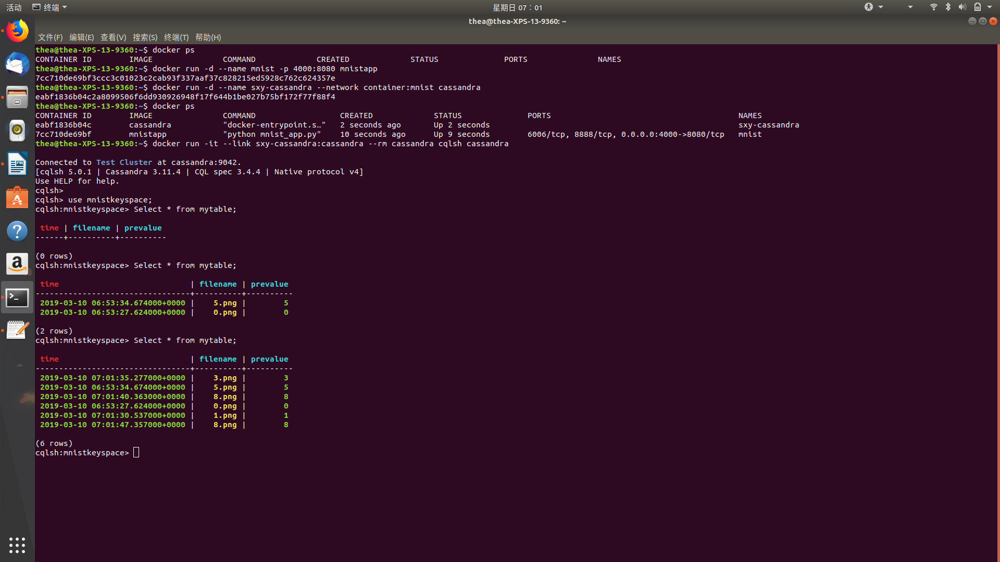 活动 终端 星期日 07：01
thea@thea-XPS-13-9360: ~
文件(F) 编辑(E) 查看(V) 搜索(S) 终端(T) 帮助(H)
thea@thea-XPS-13-9360:~$ docker ps
CONTAINER ID IMAGE COMMAND CREATED STATUS PORTS NAMES
thea@thea-XPS-13-9360:~$ docker run -d --name mnist -p 4000:8080 mnistapp
7cc710de69bf3ccc3c01023c2cab93f337aaf37c828215ed5928c762c624357e
thea@thea-XPS-13-9360:~$ docker run -d --name sxy-cassandra --network container:mnist cassandra
eabf1836b04c2a8099506f6dd930926948f17f644b1be027b75bf172f77f88f4
thea@thea-XPS-13-9360:~$ docker ps
CONTAINER ID IMAGE COMMAND CREATED STATUS PORTS NAMES
eabf1836b04c cassandra "docker-entrypoint.s…" 2 seconds ago Up 2 seconds sxy-cassandra
7cc710de69bf mnistapp "python mnist_app.py" 10 seconds ago Up 9 seconds 6006/tcp, 8888/tcp, 0.0.0.0:4000->8080/tcp mnist
thea@thea-XPS-13-9360:~$ docker run -it --link sxy-cassandra:cassandra --rm cassandra cqlsh cassandra
Connected to Test Cluster at cassandra:9042.
[cqlsh 5.0.1 | Cassandra 3.11.4 | CQL spec 3.4.4 | Native protocol v4]
Use HELP for help.
cqlsh>
cqlsh> use mnistkeyspace;
cqlsh:mnistkeyspace> Select * from mytable;
time | filename | prevalue
------+----------+----------
(0 rows)
cqlsh:mnistkeyspace> Select * from mytable;
time | filename | prevalue
---------------------------------+----------+----------
2019-03-10 06:53:34.674000+0000 | 5.png | 5
2019-03-10 06:53:27.624000+0000 | 0.png | 0
(2 rows)
cqlsh:mnistkeyspace> Select * from mytable;
time | filename | prevalue
---------------------------------+----------+----------
2019-03-10 07:01:35.277000+0000 | 3.png | 3
2019-03-10 06:53:34.674000+0000 | 5.png | 5
2019-03-10 07:01:40.363000+0000 | 8.png | 8
2019-03-10 06:53:27.624000+0000 | 0.png | 0
2019-03-10 07:01:30.537000+0000 | 1.png | 1
2019-03-10 07:01:47.357000+0000 | 8.png | 8
(6 rows)
cqlsh:mnistkeyspace>